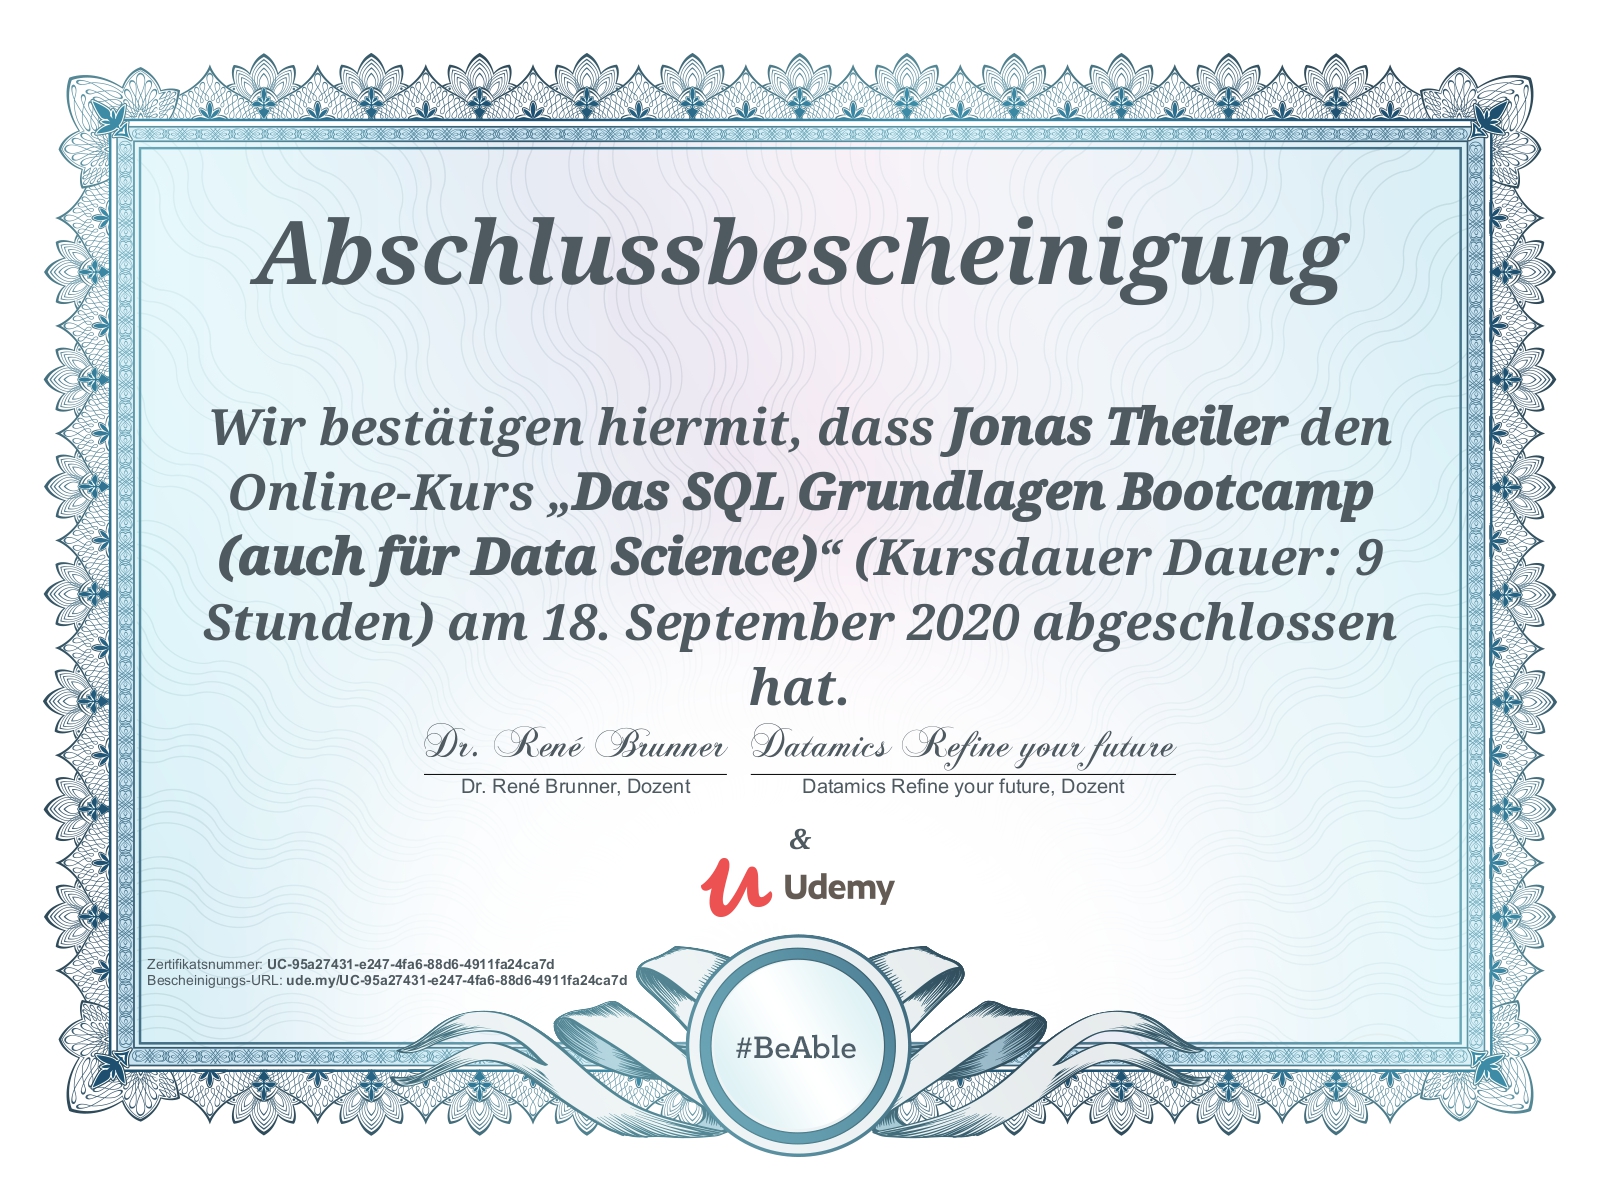 Abschlussbescheinigung
Wir bestätigen hiermit, dass Jonas Theiler den
Online-Kurs „Das SQL Grundlagen Bootcamp
(auch für Data Science)“ (Kursdauer Dauer: 9
Stunden) am 18. September 2020 abgeschlossen
hat.
Dr. René Brunner Datamics Refine your future
Dr. René Brunner, Dozent Datamics Refine your future, Dozent
&
Udemy
Zertifikatsnummer: UC-95a27431-e247-4fa6-88d6-4911fa24ca7d
Bescheinigungs-URL: ude.my/UC-95a27431-e247-4fa6-88d6-4911fa24ca7d
#BeAble